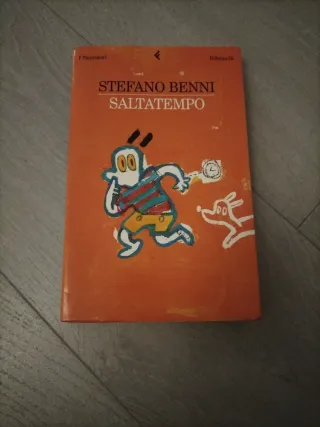 I Narratori
Feltrinelli
STEFANO BENNI
SALTATEMPO